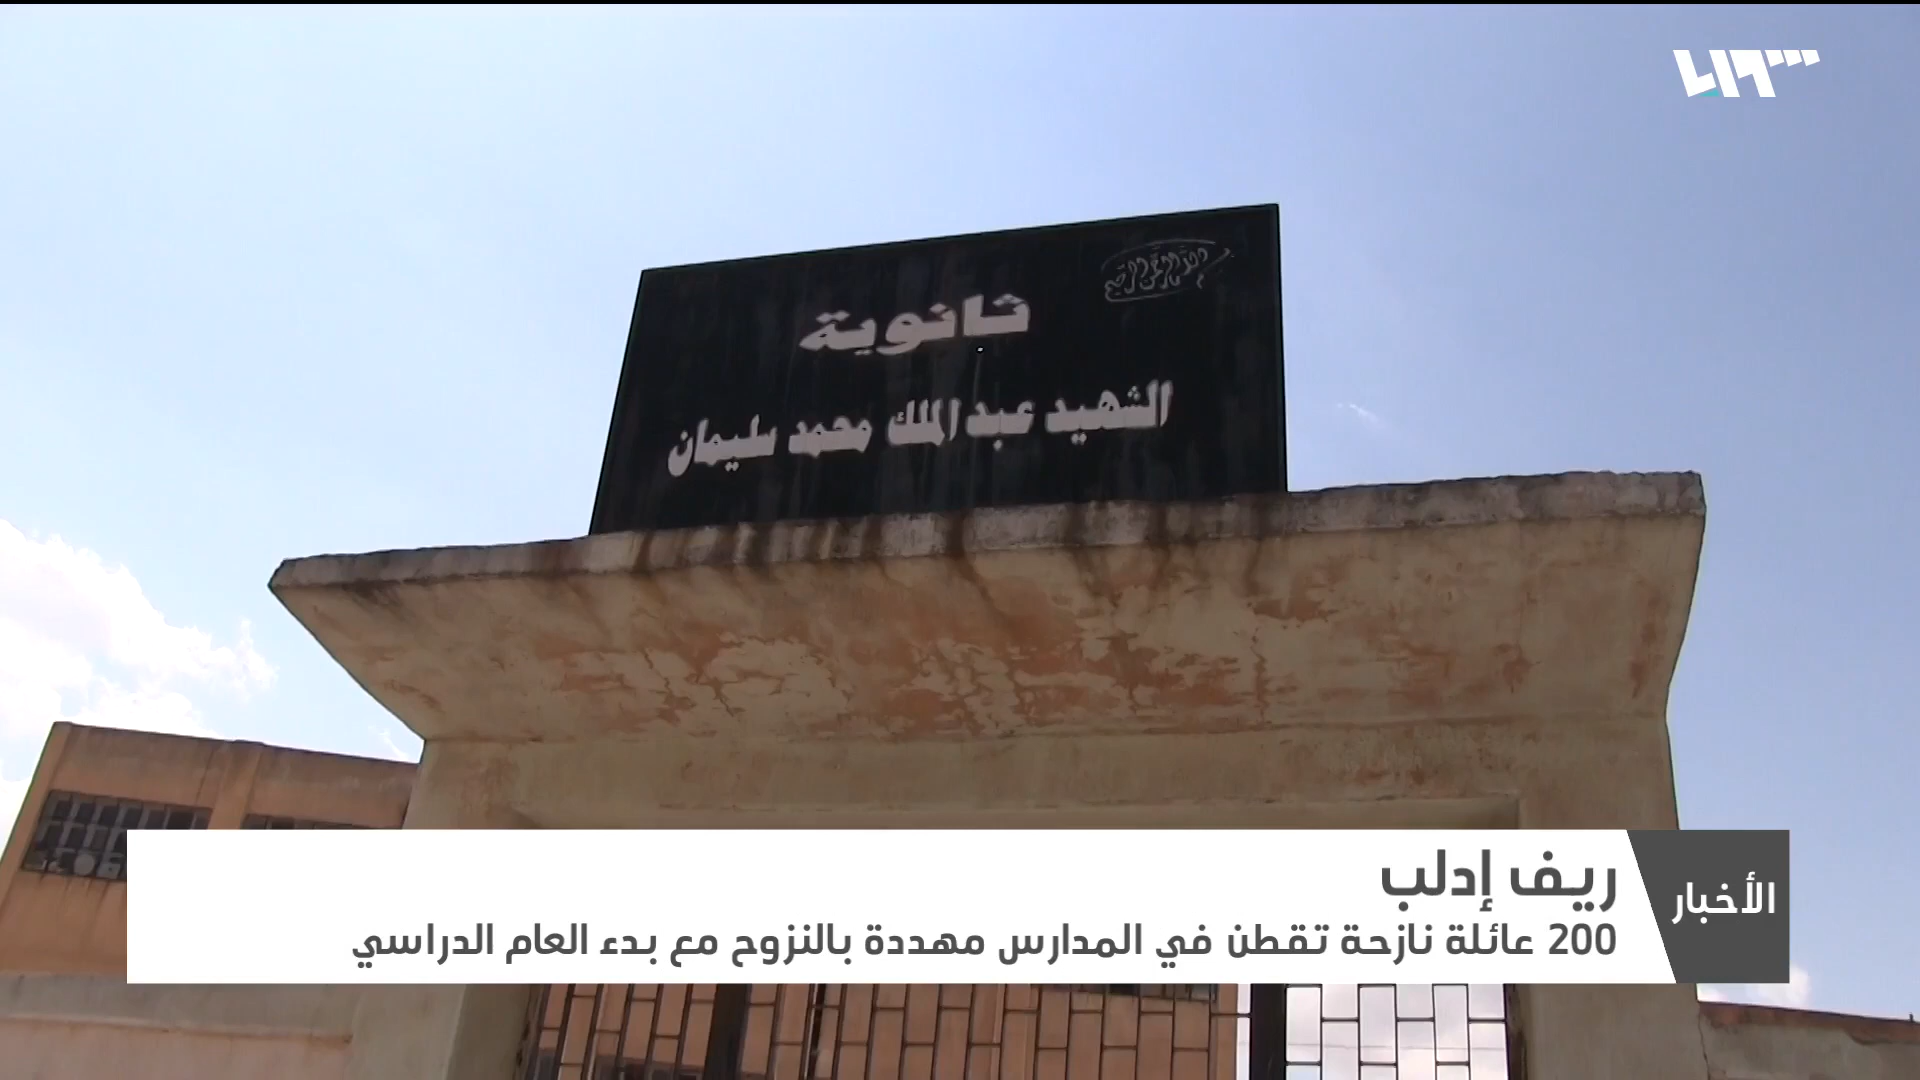 سوريا
ثانوية
الشهيد عبد الملك محمد سليمان
الأخبار
ريف إدلب
200 عائلة نازحة تقطن في المدارس مهددة بالنزوح مع بدء العام الدراسي